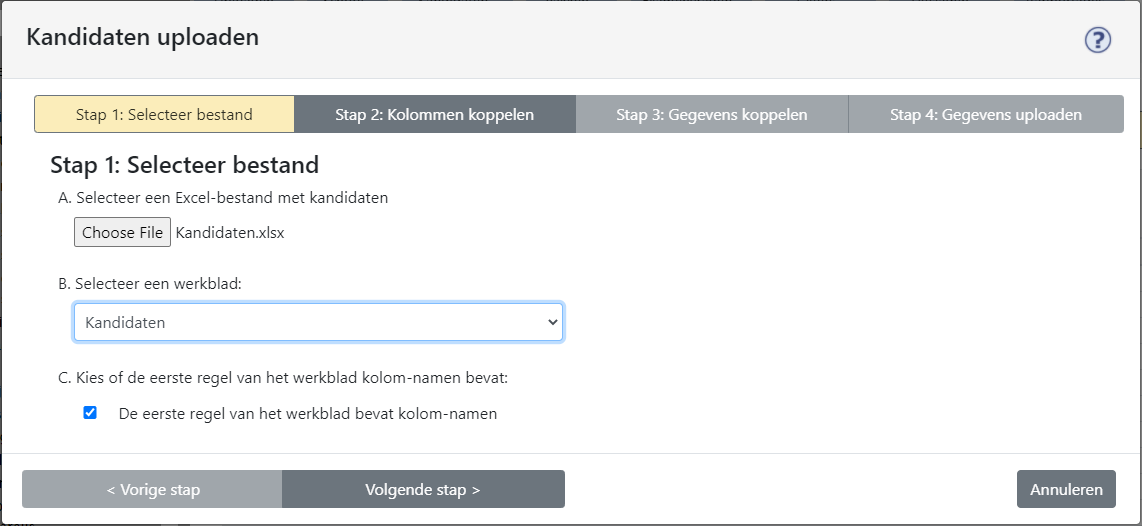 Kandidaten uploaden
?
Stap 1: Selecteer bestand
Stap 2: Kolommen koppelen
Stap 3: Gegevens koppelen
Stap 4: Gegevens uploaden
Stap 1: Selecteer bestand
A. Selecteer een Excel-bestand met kandidaten
Choose File Kandidaten.xlsx
B. Selecteer een werkblad:
Kandidaten
C. Kies of de eerste regel van het werkblad kolom-namen bevat:
De eerste regel van het werkblad bevat kolom-namen
< Vorige stap
Volgende stap >
Annuleren